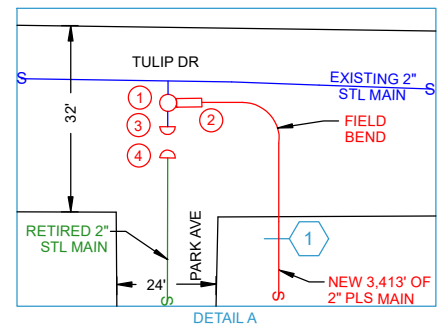 TULIP DR
S
EXISTING 2"
STL MAIN
S
1
2
3
4
32'
FIELD
BEND
RETIRED 2"
STL MAIN
PARK AVE
1
24'
NEW 3,413' OF
2" PLS MAIN
S
S
DETAIL A